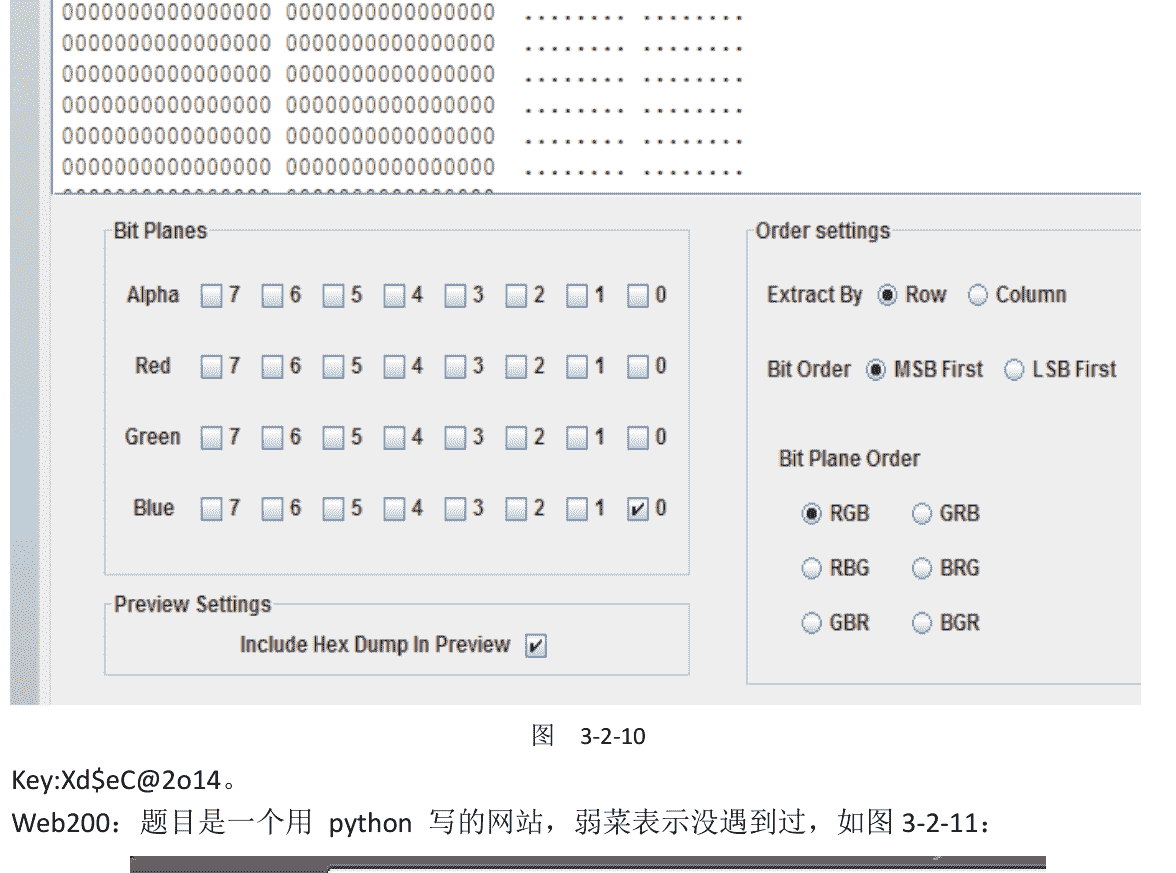 0000000000000000 0000000000000000 ........ ........
0000000000000000 0000000000000000 ........ ........
0000000000000000 0000000000000000 ........ ........
0000000000000000 0000000000000000 ........ ........
0000000000000000 0000000000000000 ........ ........
0000000000000000 0000000000000000 ........ ........
Bit Planes
Alpha 7 6 5 4 3 2 1 0
Red 7 6 5 4 3 2 1 0
Green 7 6 5 4 3 2 1 0
Blue 7 6 5 4 3 2 1 0
Preview Settings
Include Hex Dump In Preview
Order settings
Extract By Row Column
Bit Order MSB First LSB First
Bit Plane Order
RGB GRB
RBG BRG
GBR BGR
图 3-2-10
Key:Xd$eC@2o14。
Web200：题目是一个用 python 写的网站，弱菜表示没遇到过，如图 3-2-11：